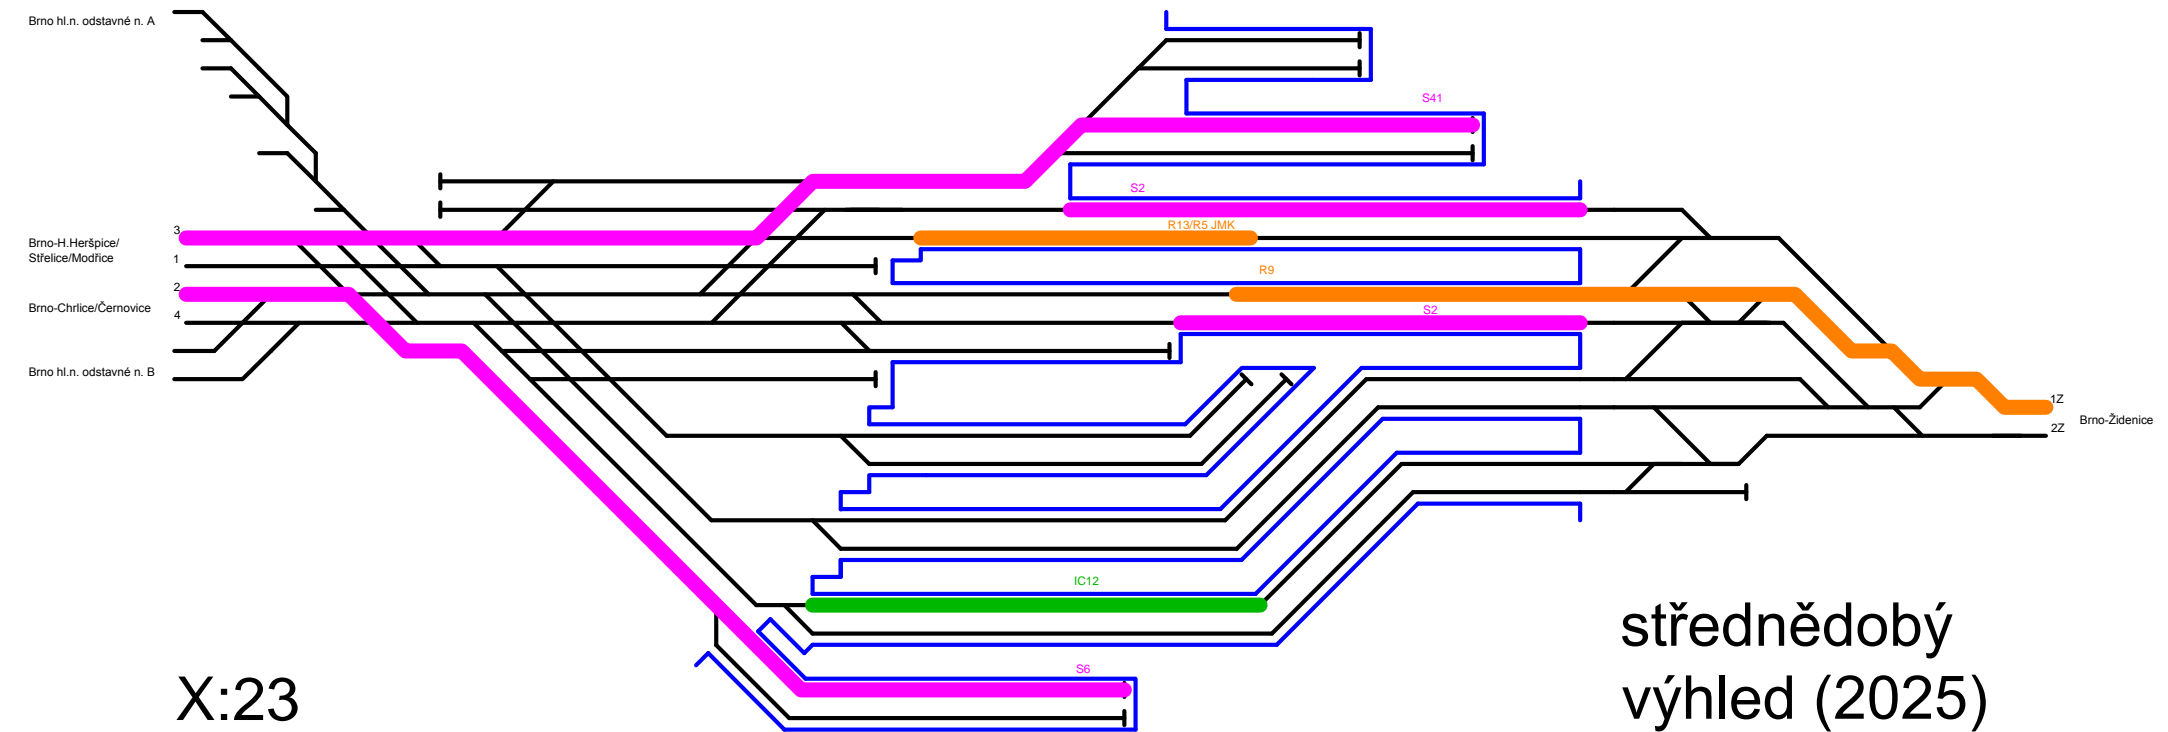 Brno hl.n. odstavné n. A
S41
S2
R13/R5 JMK
3
Brno-H.Heršpice/
Střelice/Modřice
1
R9
2
Brno-Chrlice/Černovice
4
S2
Brno hl.n. odstavné n. B
1Z
Brno-Židenice
2Z
IC12
S6
X:23
střednědobý
výhled (2025)